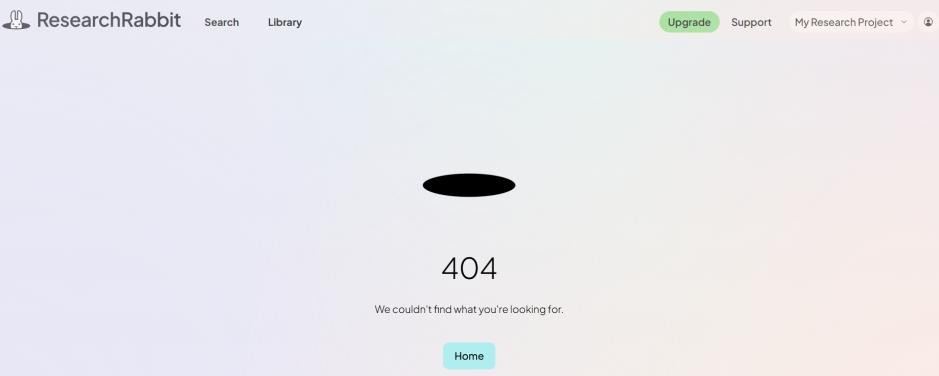 ResearchRabbit Search Library Upgrade Support My Research Project
404
We couldn't find what you're looking for.
Home